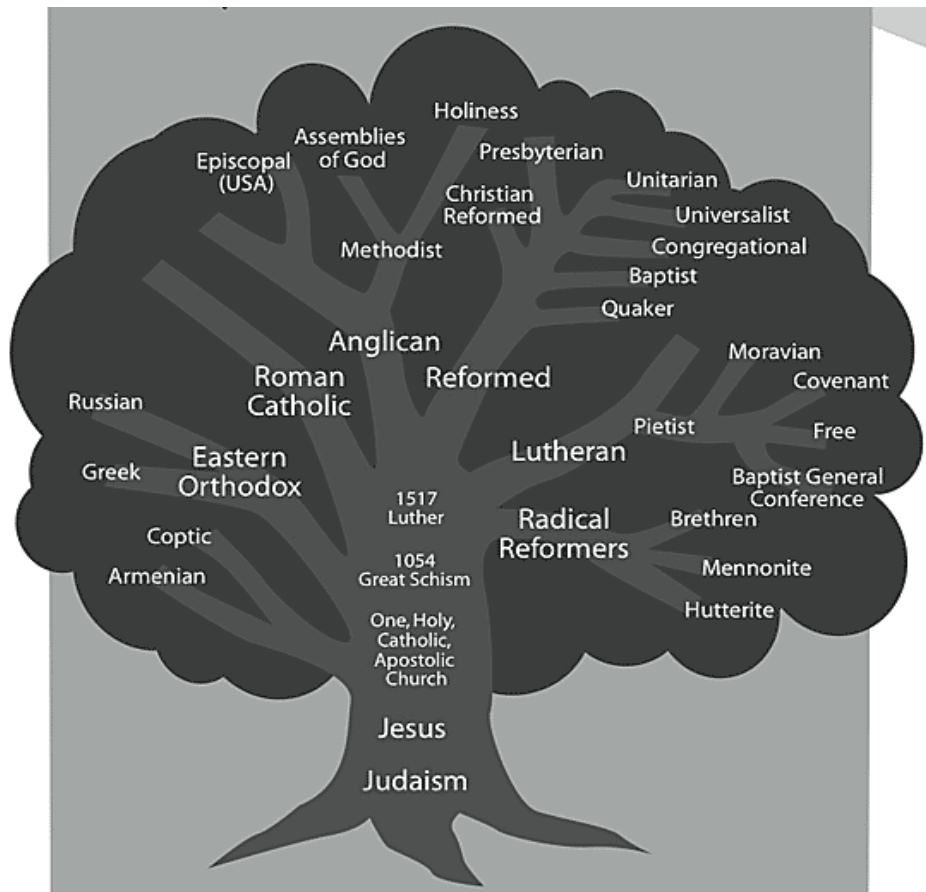 Holiness
Assemblies
of God
Presbyterian
Episcopal
(USA)
Unitarian
Christian
Reformed
Universalist
Methodist
Congregational
Baptist
Quaker
Anglican
Moravian
Roman
Catholic
Reformed
Covenant
Russian
Pietist
Free
Lutheran
Eastern
Orthodox
Greek
Baptist General
Conference
1517
Luther
Radical
Reformers
Brethren
Coptic
1054
Great Schism
Mennonite
Armenian
Hutterite
One, Holy,
Catholic,
Apostolic
Church
Jesus
Judaism